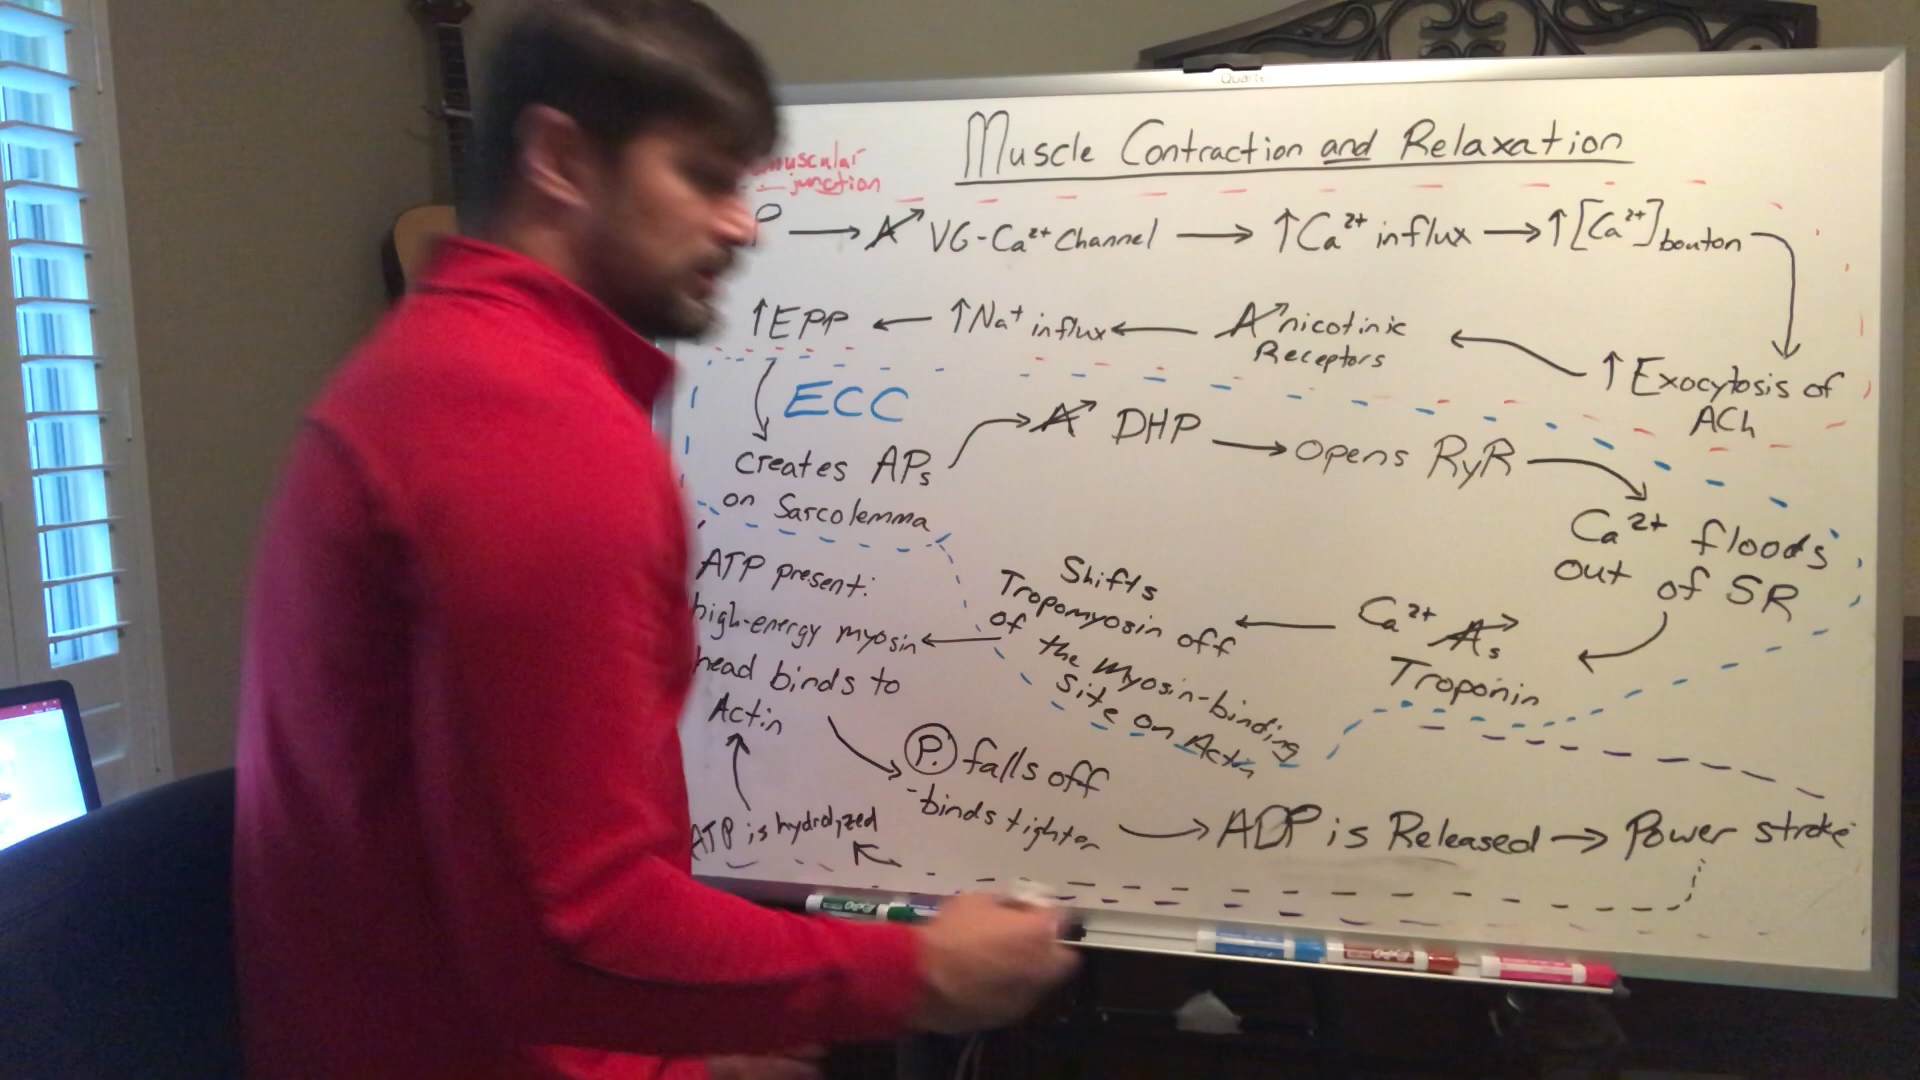 Quartet
Muscle Contraction and Relaxation
muscular
junction
P → A↗ VG-Ca²⁺ Channel → ↑Ca²⁺ influx → ↑[Ca²⁺]bouton
↑ Exocytosis of
ACh
A↗ nicotinic
Receptors
↑Na⁺ influx ←
↑EPP ←
ECC
creates APs
on Sarcolemma
A↗ DHP → opens RyR
Ca²⁺ floods
out of SR
Ca²⁺ A↗s
Troponin
Shifts
Tropomyosin off
of the Myosin-binding
Site on Actin
ATP present:
high-energy myosin
head binds to
Actin
Pi falls off
-binds tighter
→ ADP is Released → Power stroke
ATP is hydrolyzed